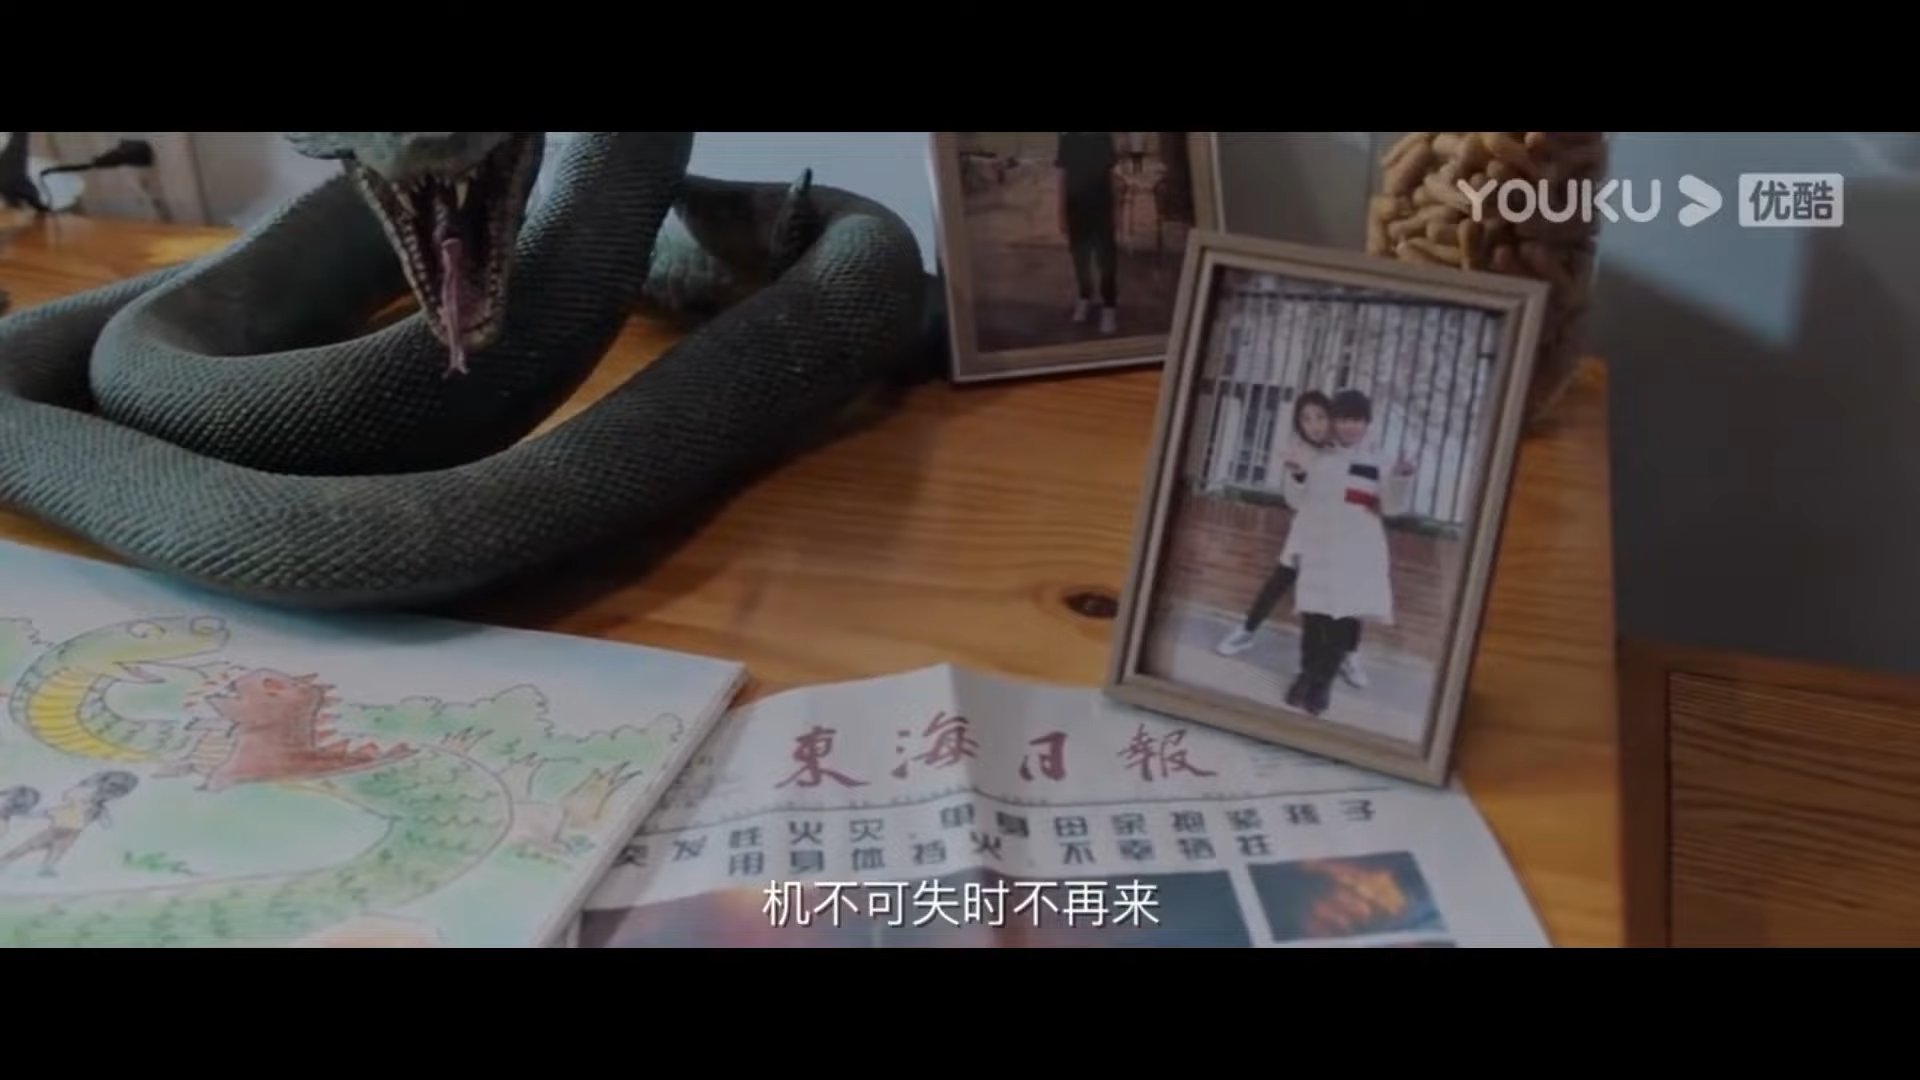 YOUKU 优酷
東海日報
突发性火灾,单身母亲抱紧孩子
用身体挡火 不幸牺牲
机不可失时不再来